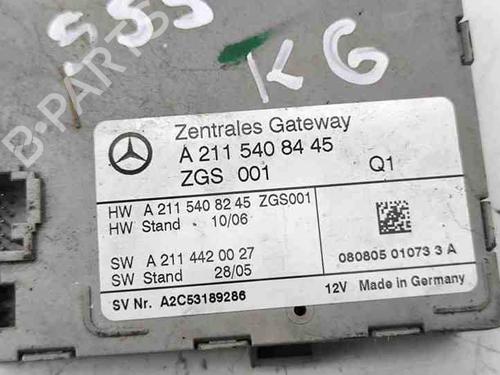 555
K6
B-PARTS
Zentrales Gateway
A 211 540 84 45
ZGS 001
Q1
HW A 211 540 82 45 ZGS001
HW Stand 10/06
SW A 211 442 00 27
SW Stand 28/05
080805 01073 3 A
SV Nr. A2C53189286
12V Made in Germany